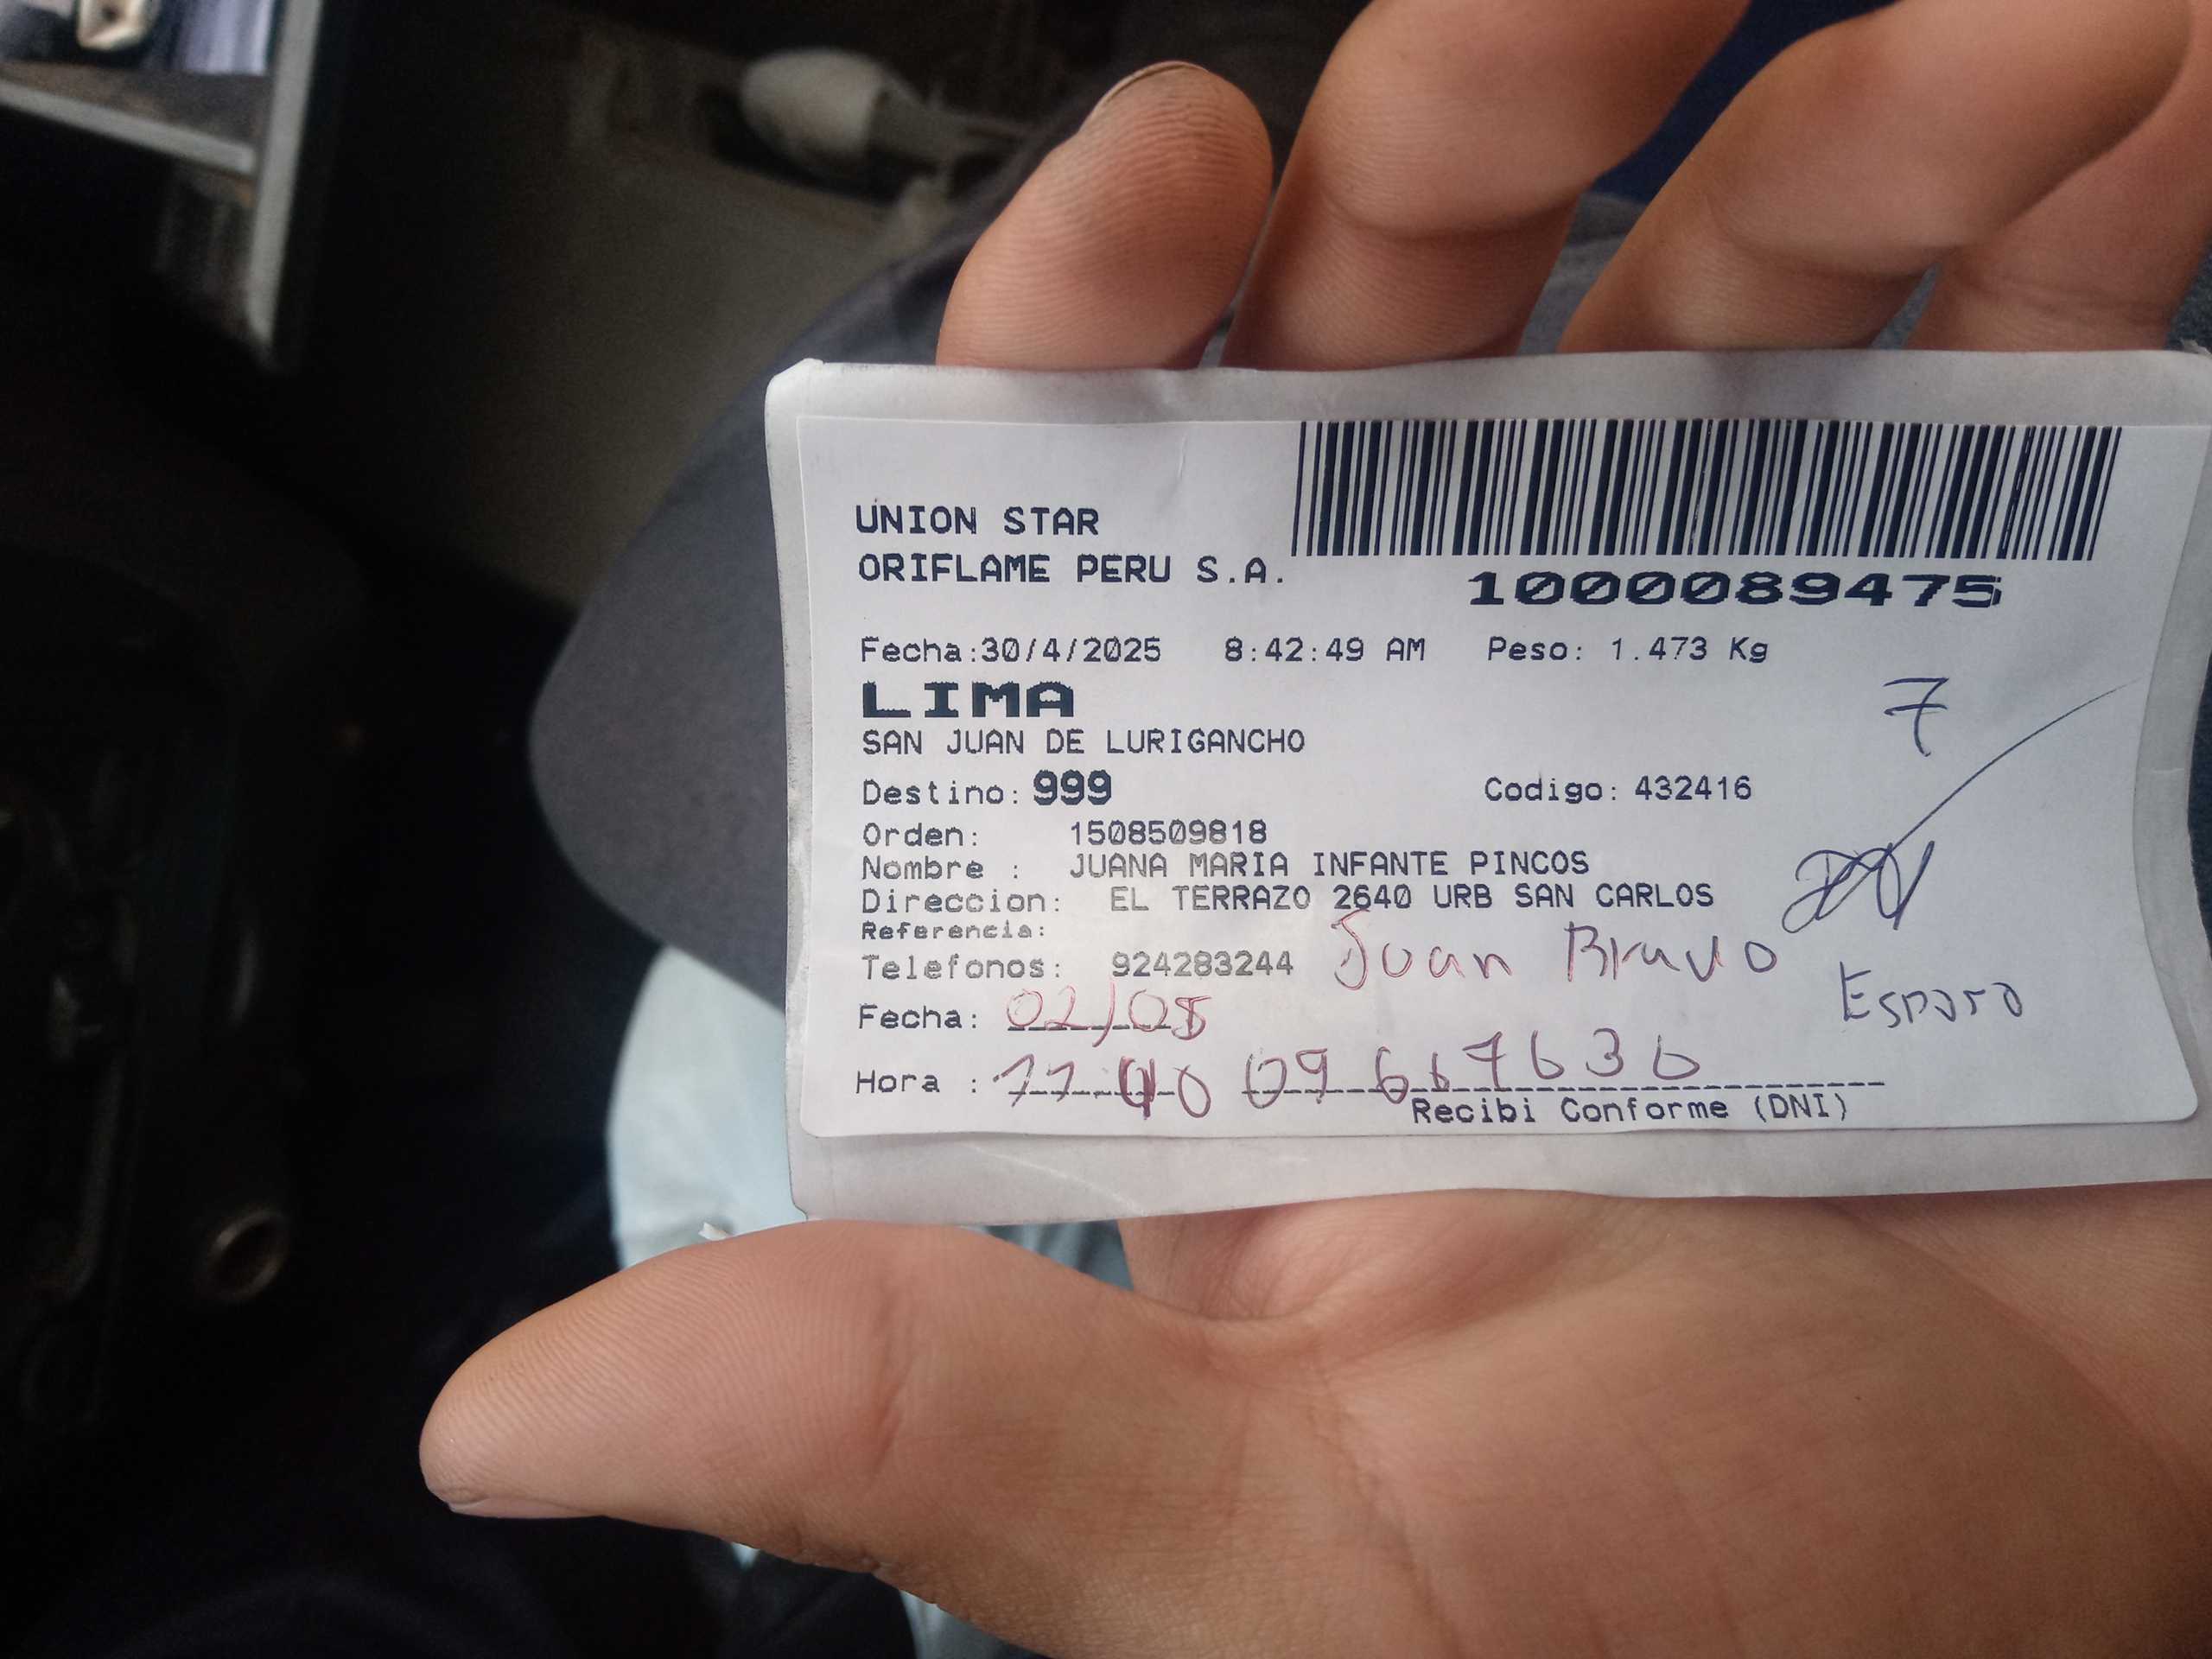 UNION STAR
ORIFLAME PERU S.A.
1000089475
Fecha:30/4/2025 8:42:49 AM Peso: 1.473 Kg
LIMA
7
SAN JUAN DE LURIGANCHO
Destino: 999 Codigo: 432416
Orden: 1508509818
Nombre : JUANA MARIA INFANTE PINCOS
Direccion: EL TERRAZO 2640 URB SAN CARLOS
Referencia:
Telefonos: 924283244 Juan Bravo
Esposo
Fecha: 02/05
Hora : 11.40 09667636
Recibi Conforme (DNI)